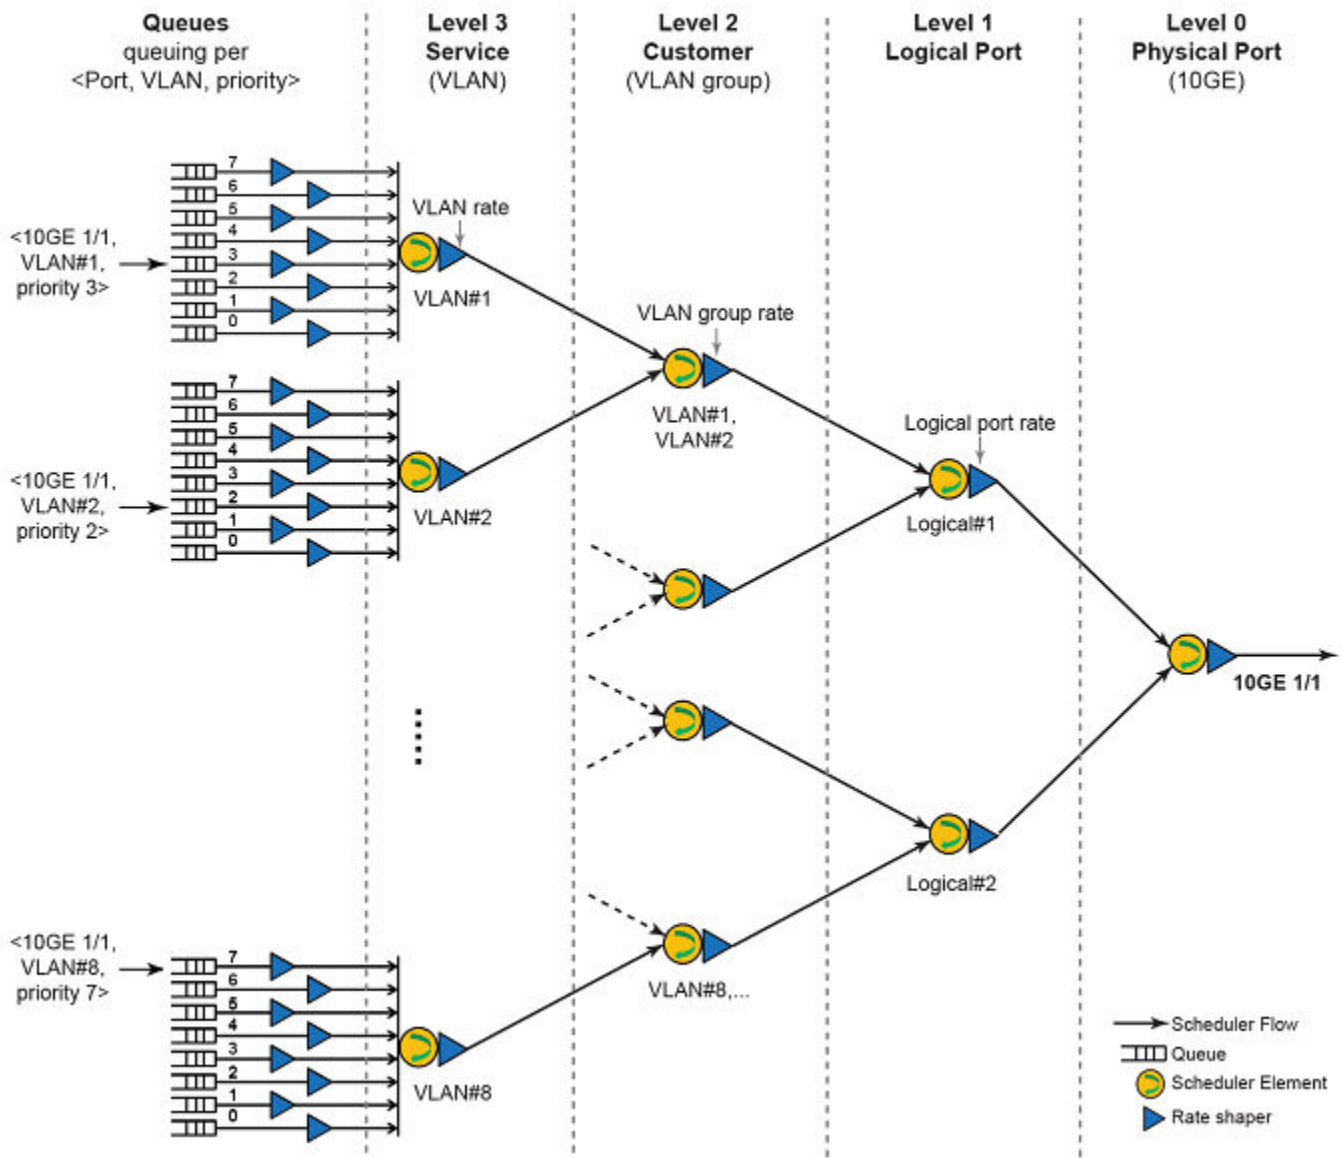 Queues
queuing per
<Port, VLAN, priority>
Level 3
Service
(VLAN)
Level 2
Customer
(VLAN group)
Level 1
Logical Port
Level 0
Physical Port
(10GE)
<10GE 1/1,
VLAN#1,
priority 3>
7
6
5
4
3
2
1
0
VLAN rate
VLAN#1
VLAN group rate
VLAN#1,
VLAN#2
<10GE 1/1,
VLAN#2,
priority 2>
7
6
5
4
3
2
1
0
VLAN#2
Logical port rate
Logical#1
10GE 1/1
Logical#2
<10GE 1/1,
VLAN#8,
priority 7>
7
6
5
4
3
2
1
0
VLAN#8
VLAN#8,...
Scheduler Flow
Queue
Scheduler Element
Rate shaper